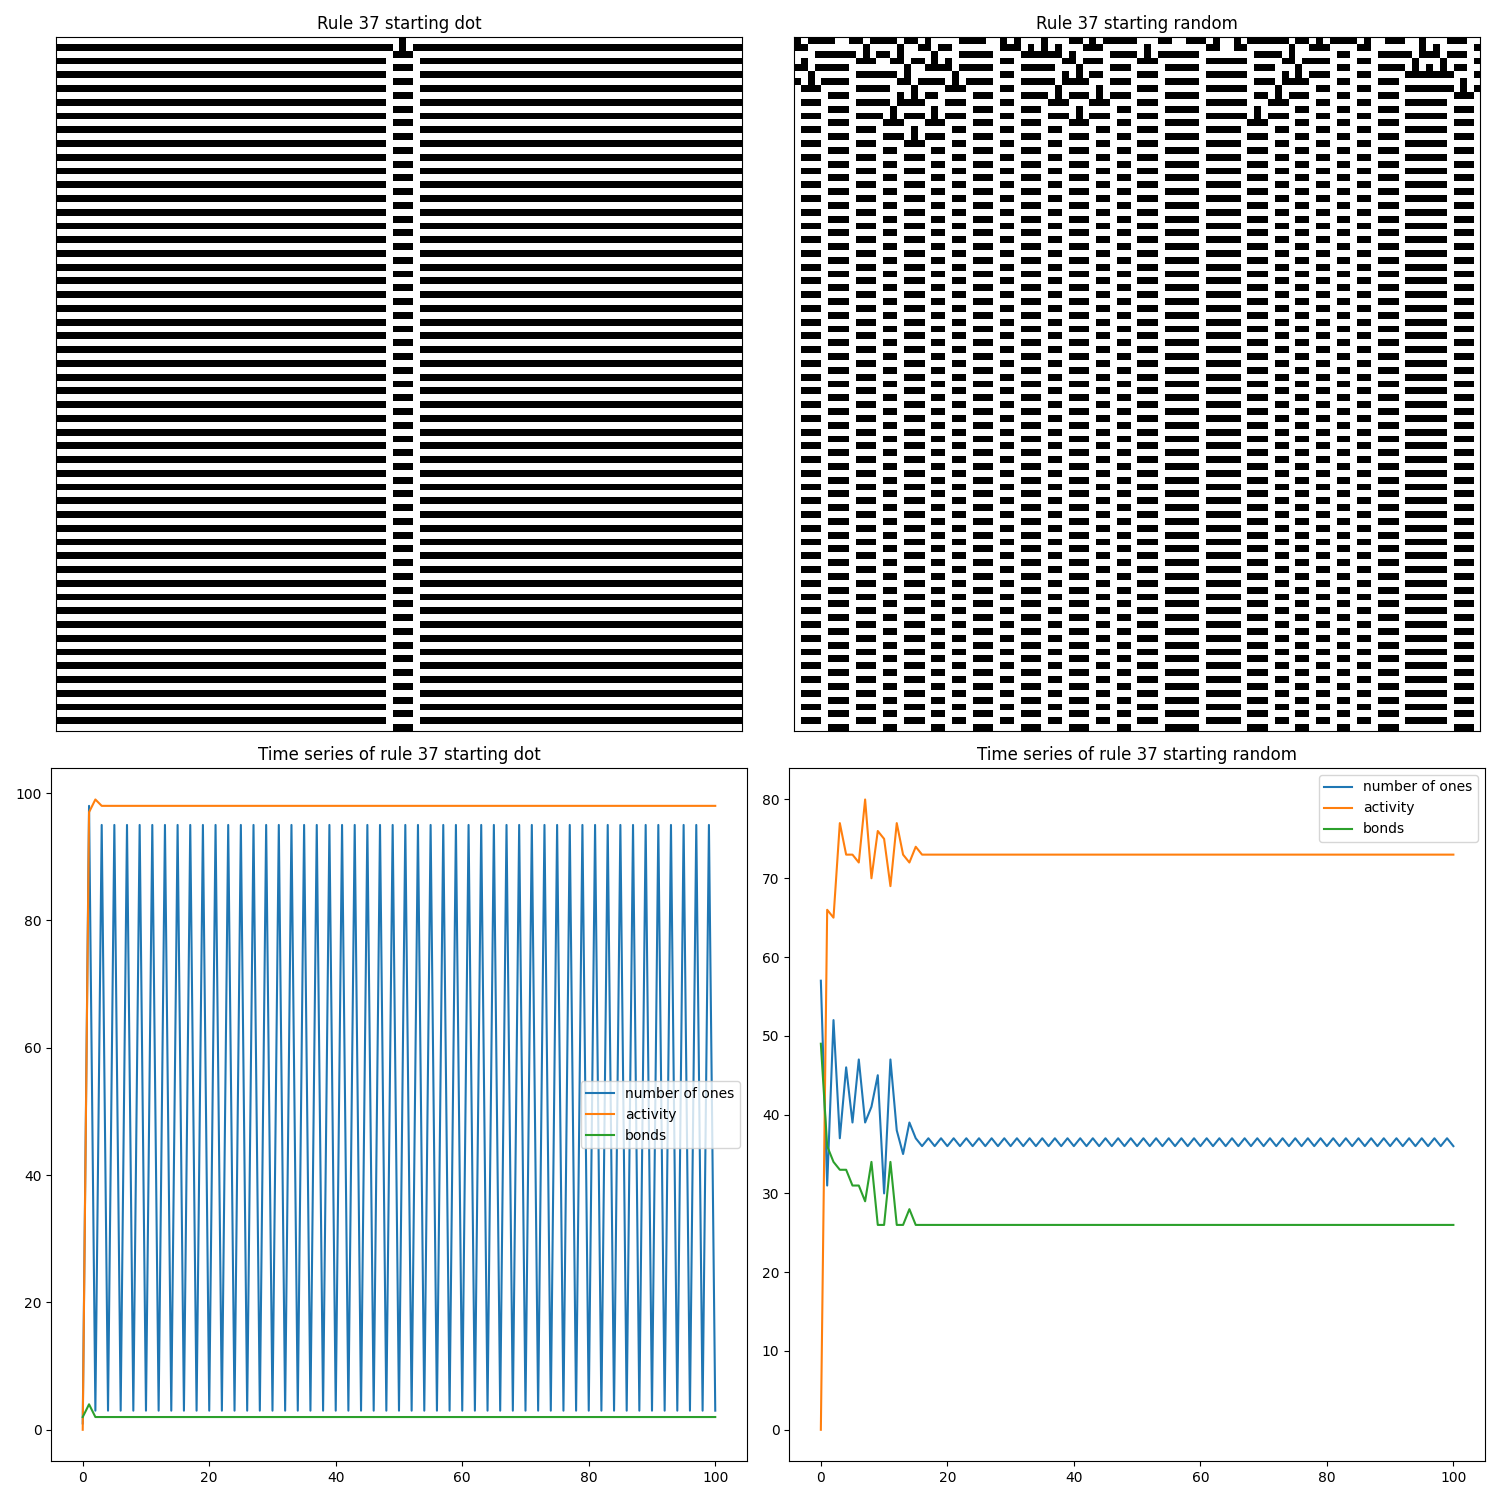 Rule 37 starting dot
Rule 37 starting random
Time series of rule 37 starting dot
100
80
60
40
20
0
0 20 40 60 80 100
number of ones
activity
bonds
Time series of rule 37 starting random
80
70
60
50
40
30
20
10
0
0 20 40 60 80 100
number of ones
activity
bonds